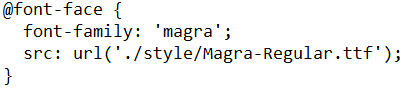 @font-face {
  font-family: 'magra';
  src: url('./style/Magra-Regular.ttf');
}